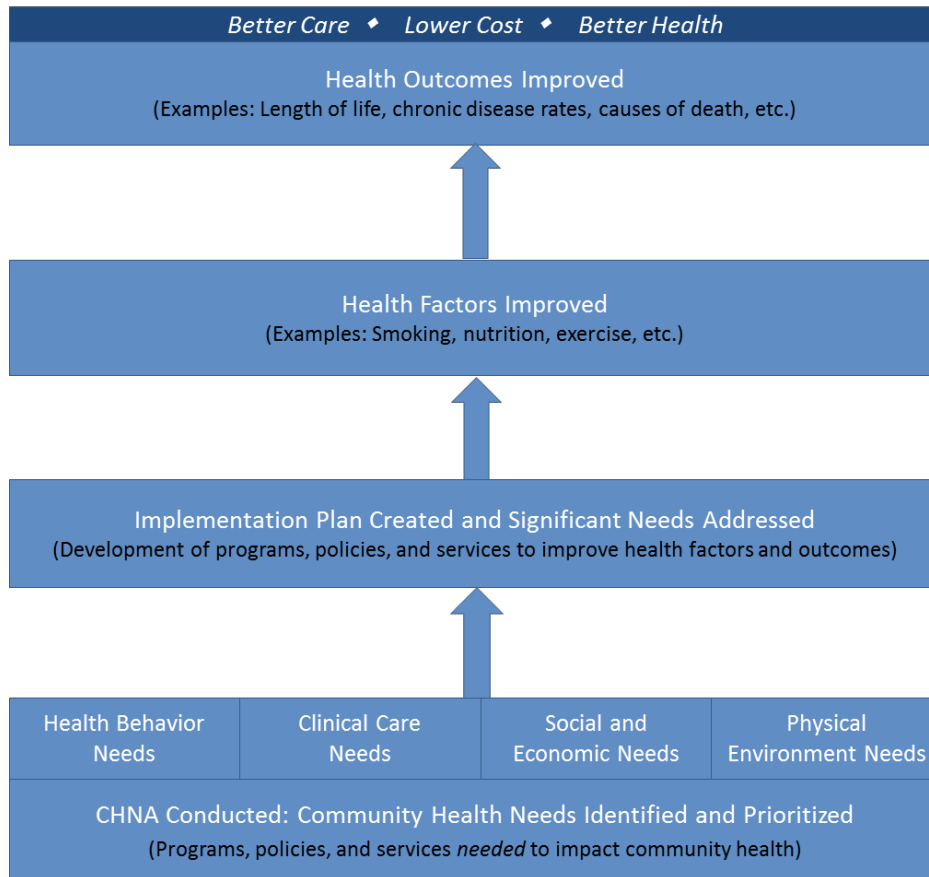 Better Care ◆ Lower Cost ◆ Better Health
Health Outcomes Improved
(Examples: Length of life, chronic disease rates, causes of death, etc.)
Health Factors Improved
(Examples: Smoking, nutrition, exercise, etc.)
Implementation Plan Created and Significant Needs Addressed
(Development of programs, policies, and services to improve health factors and outcomes)
Health Behavior
Needs
Clinical Care
Needs
Social and
Economic Needs
Physical
Environment Needs
CHNA Conducted: Community Health Needs Identified and Prioritized
(Programs, policies, and services needed to impact community health)